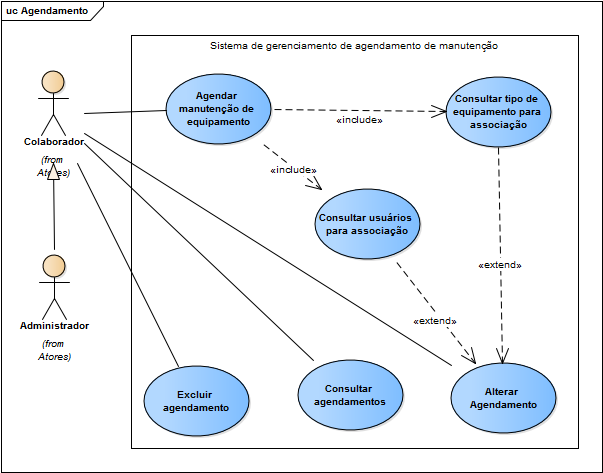 uc Agendamento
Sistema de gerenciamento de agendamento de manutenção
Agendar
manutenção de
equipamento
Consultar tipo de
equipamento para
associação
«include»
Colaborador
(from
Atores)
«include»
Consultar usuários
para associação
«extend»
«extend»
Administrador
(from
Atores)
Excluir
agendamento
Consultar
agendamentos
Alterar
Agendamento